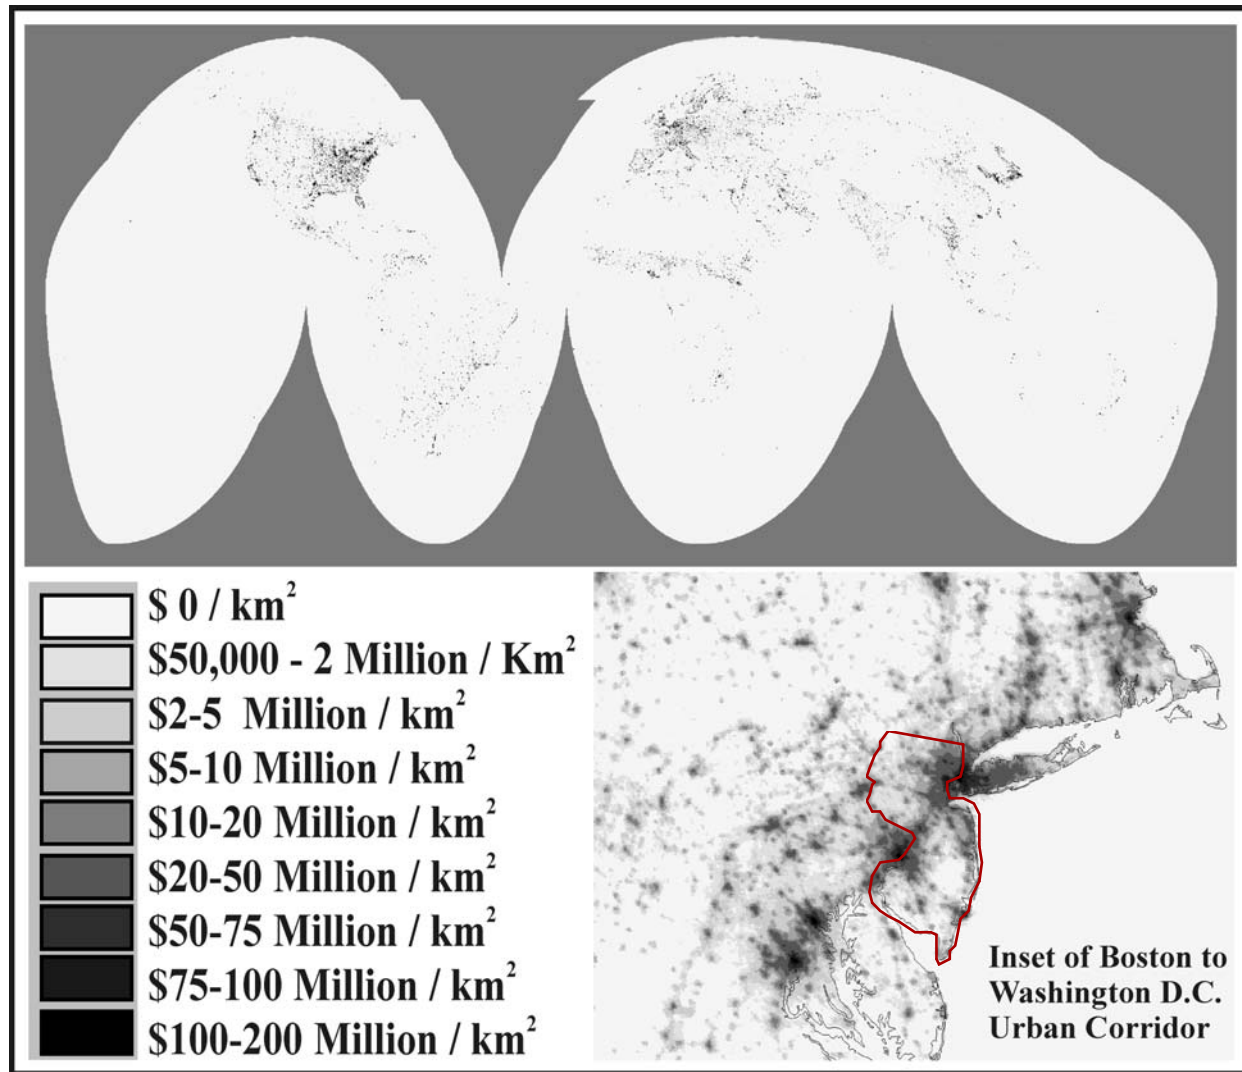 $ 0 / km²
$50,000 - 2 Million / Km²
$2-5 Million / km²
$5-10 Million / km²
$10-20 Million / km²
$20-50 Million / km²
$50-75 Million / km²
$75-100 Million / km²
$100-200 Million / km²
Inset of Boston to
Washington D.C.
Urban Corridor